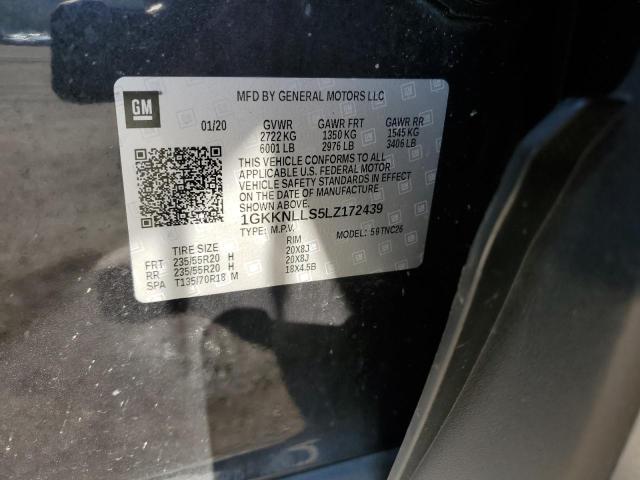 GM
MFD BY GENERAL MOTORS LLC
01/20 GVWR GAWR FRT GAWR RR
2722 KG 1350 KG 1545 KG
6001 LB 2976 LB 3406 LB
THIS VEHICLE CONFORMS TO ALL
APPLICABLE U.S. FEDERAL MOTOR
VEHICLE SAFETY STANDARDS IN EFFECT
ON THE DATE OF MANUFACTURE
SHOWN ABOVE.
1GKKNLLS5LZ172439
TYPE: M.P.V. MODEL: 59TNC26
TIRE SIZE RIM
FRT 235/55R20 H 20X8J
RR 235/55R20 H 20X8J
SPA T135/70R18 M 18X4.5B